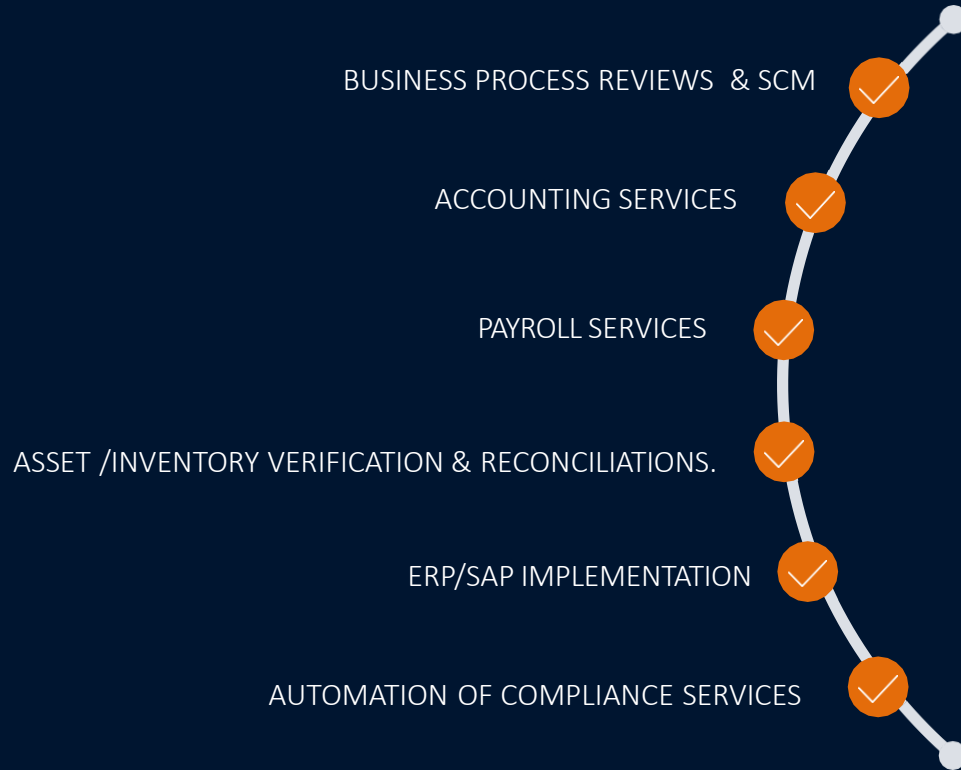 BUSINESS PROCESS REVIEWS & SCM
ACCOUNTING SERVICES
PAYROLL SERVICES
ASSET /INVENTORY VERIFICATION & RECONCILIATIONS.
ERP/SAP IMPLEMENTATION
AUTOMATION OF COMPLIANCE SERVICES